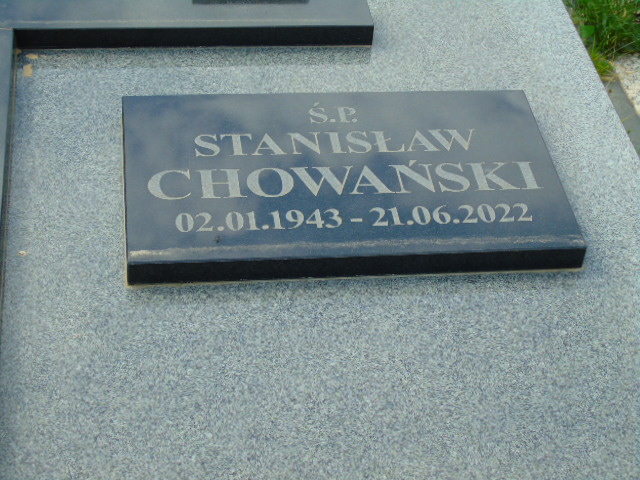 Ś.P.
STANISŁAW
CHOWAŃSKI
02.01.1943 - 21.06.2022